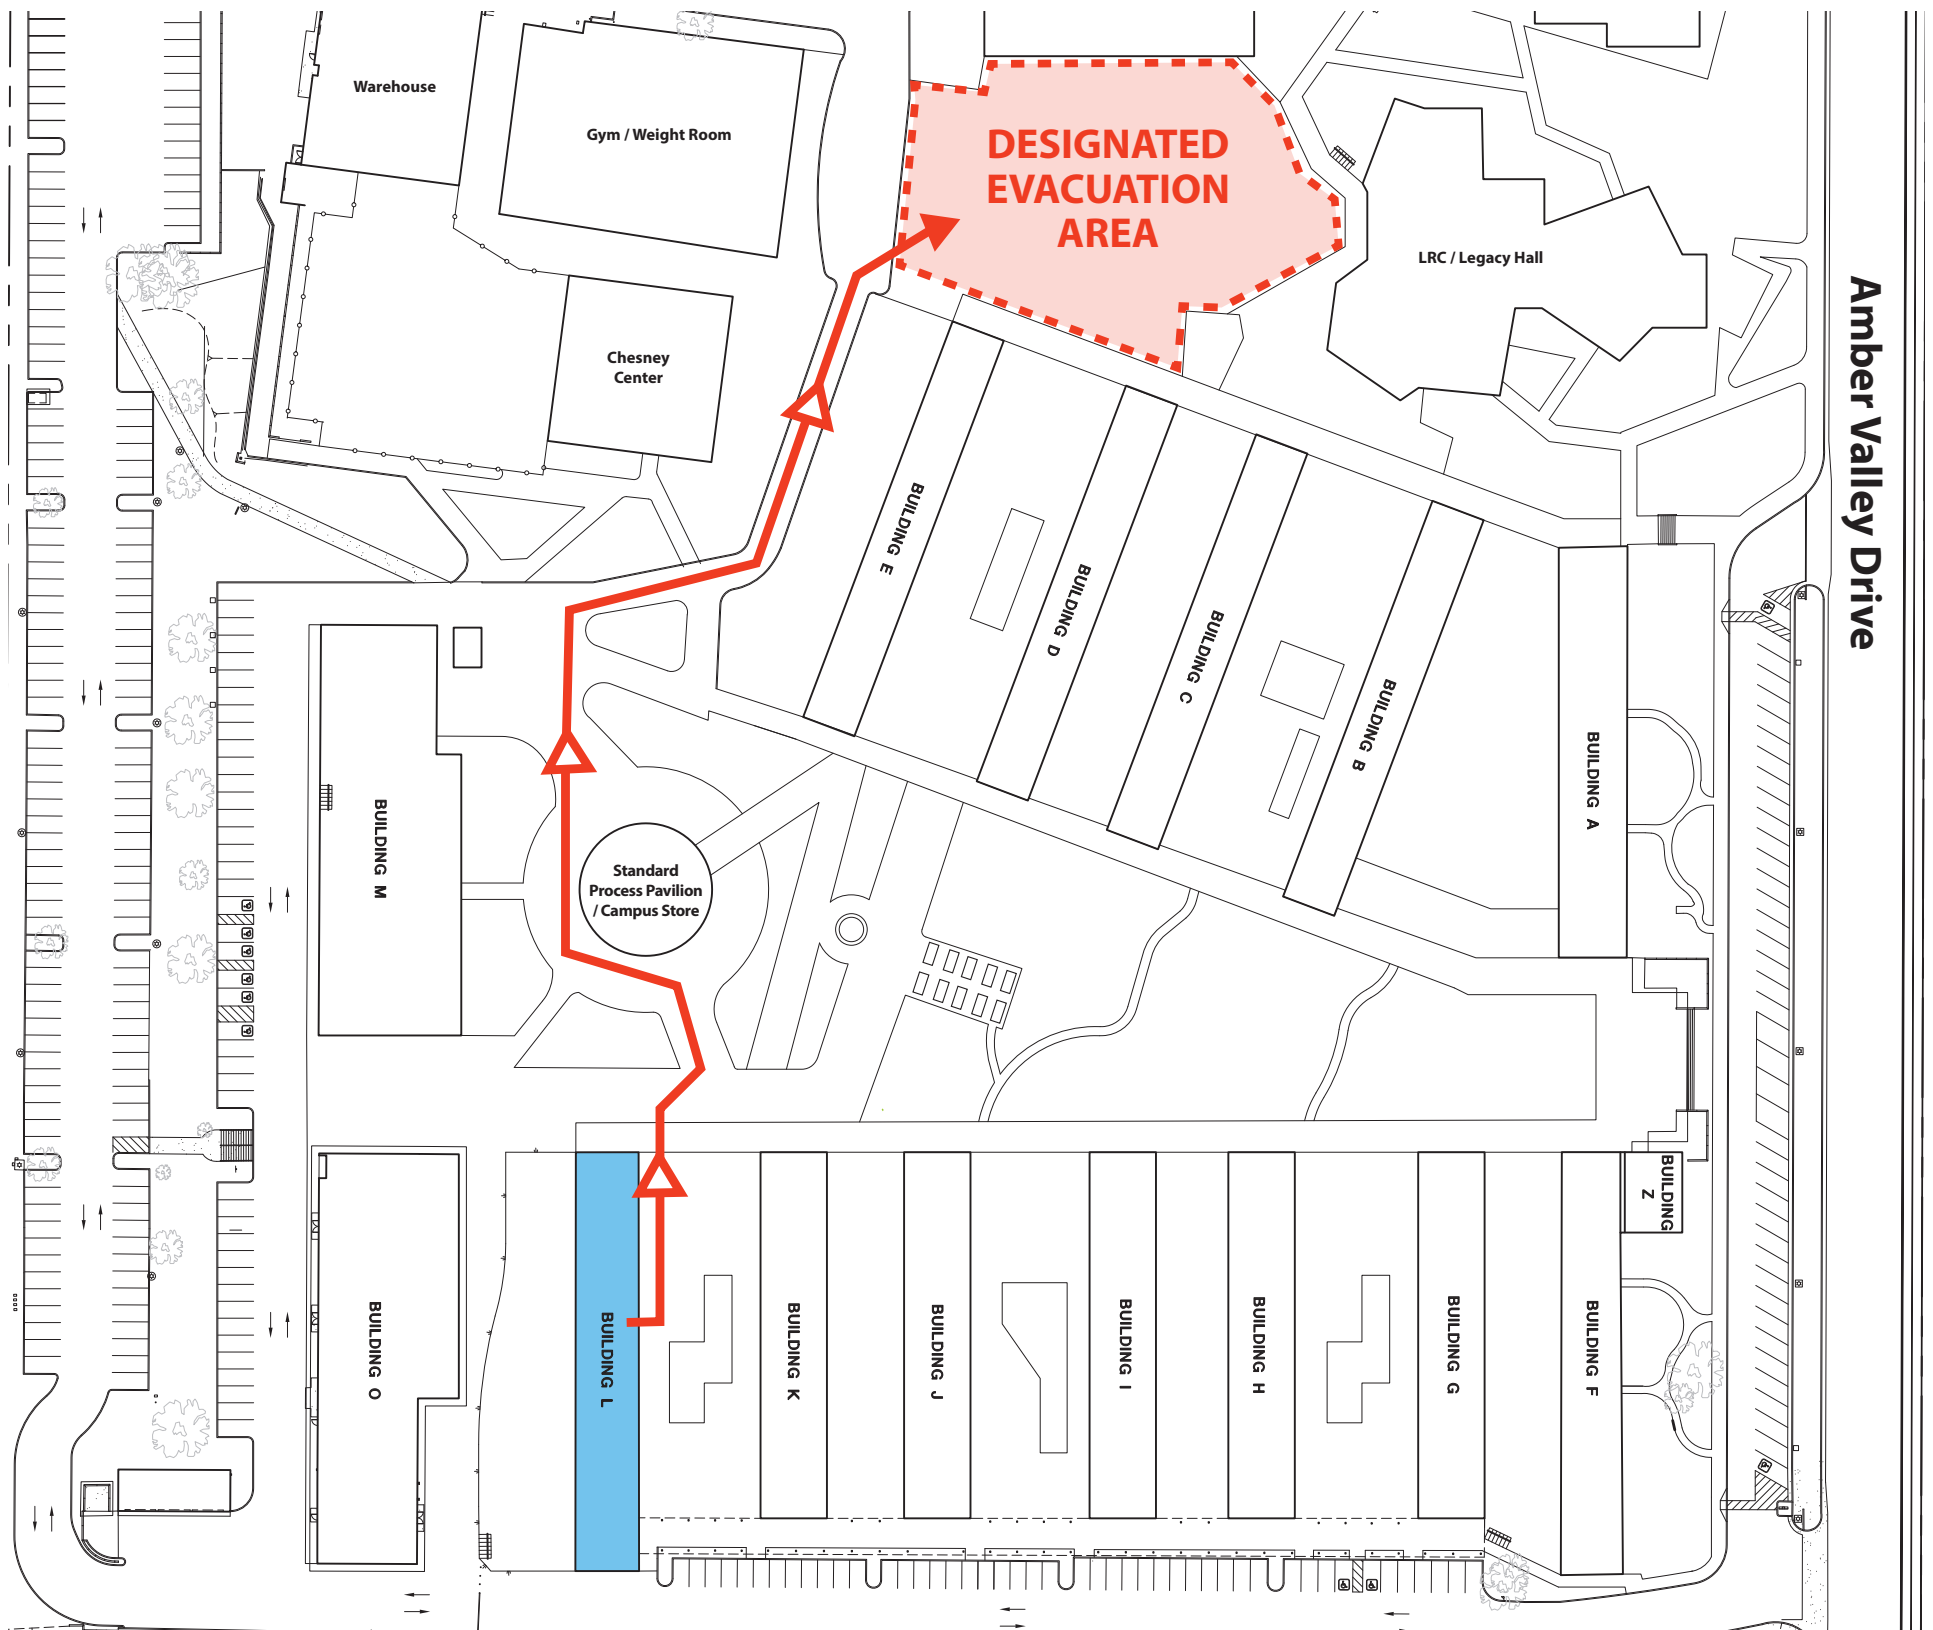 Warehouse
Gym / Weight Room
DESIGNATED
EVACUATION
AREA
LRC / Legacy Hall
Amber Valley Drive
Chesney
Center
BUILDING E
BUILDING D
BUILDING C
BUILDING B
BUILDING A
BUILDING M
Standard
Process Pavilion
/ Campus Store
BUILDING
Z
BUILDING O
BUILDING L
BUILDING K
BUILDING J
BUILDING I
BUILDING H
BUILDING G
BUILDING F